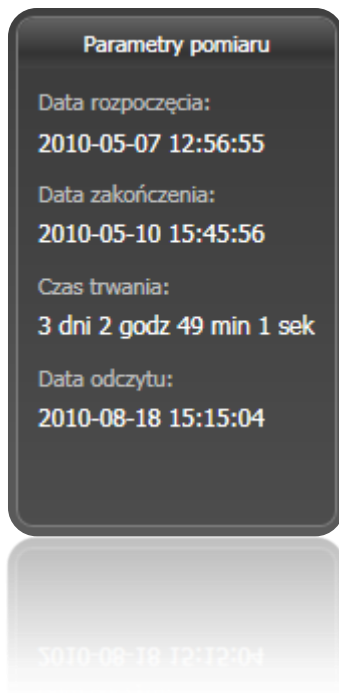 Parametry pomiaru
Data rozpoczęcia:
2010-05-07 12:56:55
Data zakończenia:
2010-05-10 15:45:56
Czas trwania:
3 dni 2 godz 49 min 1 sek
Data odczytu:
2010-08-18 15:15:04